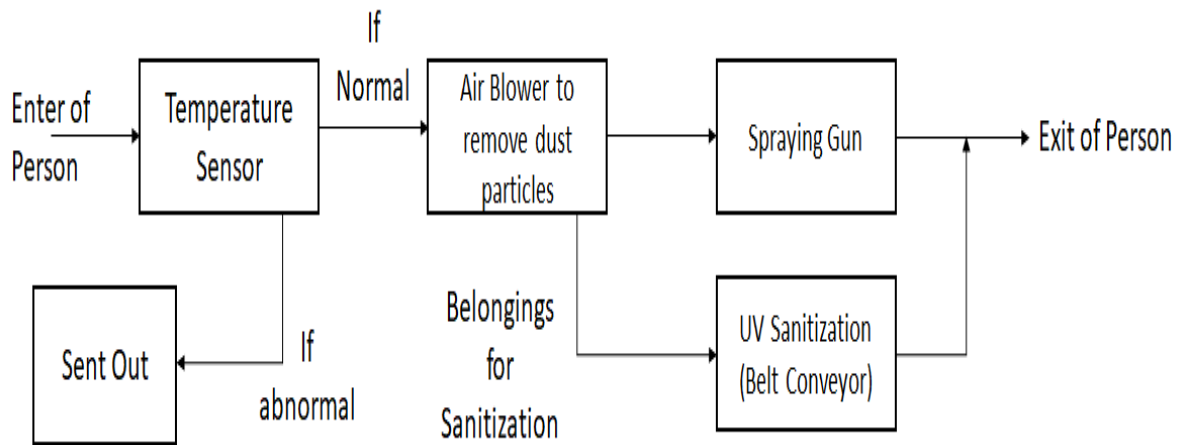 Enter of
Person
Temperature
Sensor
If
Normal
Air Blower to
remove dust
particles
Spraying Gun
Exit of Person
Sent Out
If
abnormal
Belongings
for
Sanitization
UV Sanitization
(Belt Conveyor)